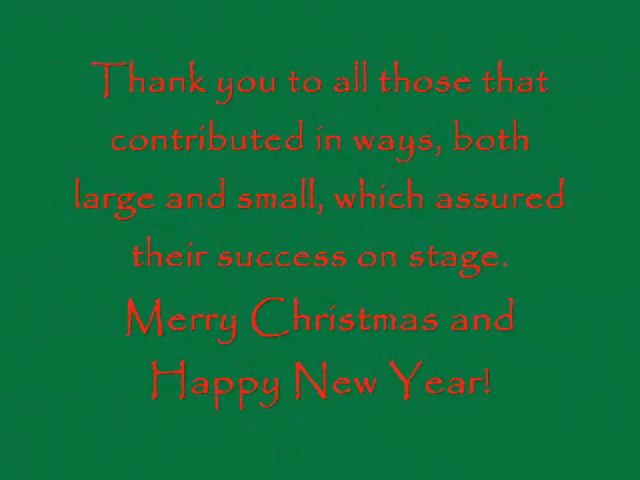 Thank you to all those that
contributed in ways, both
large and small, which assured
their success on stage.
Merry Christmas and
Happy New Year!